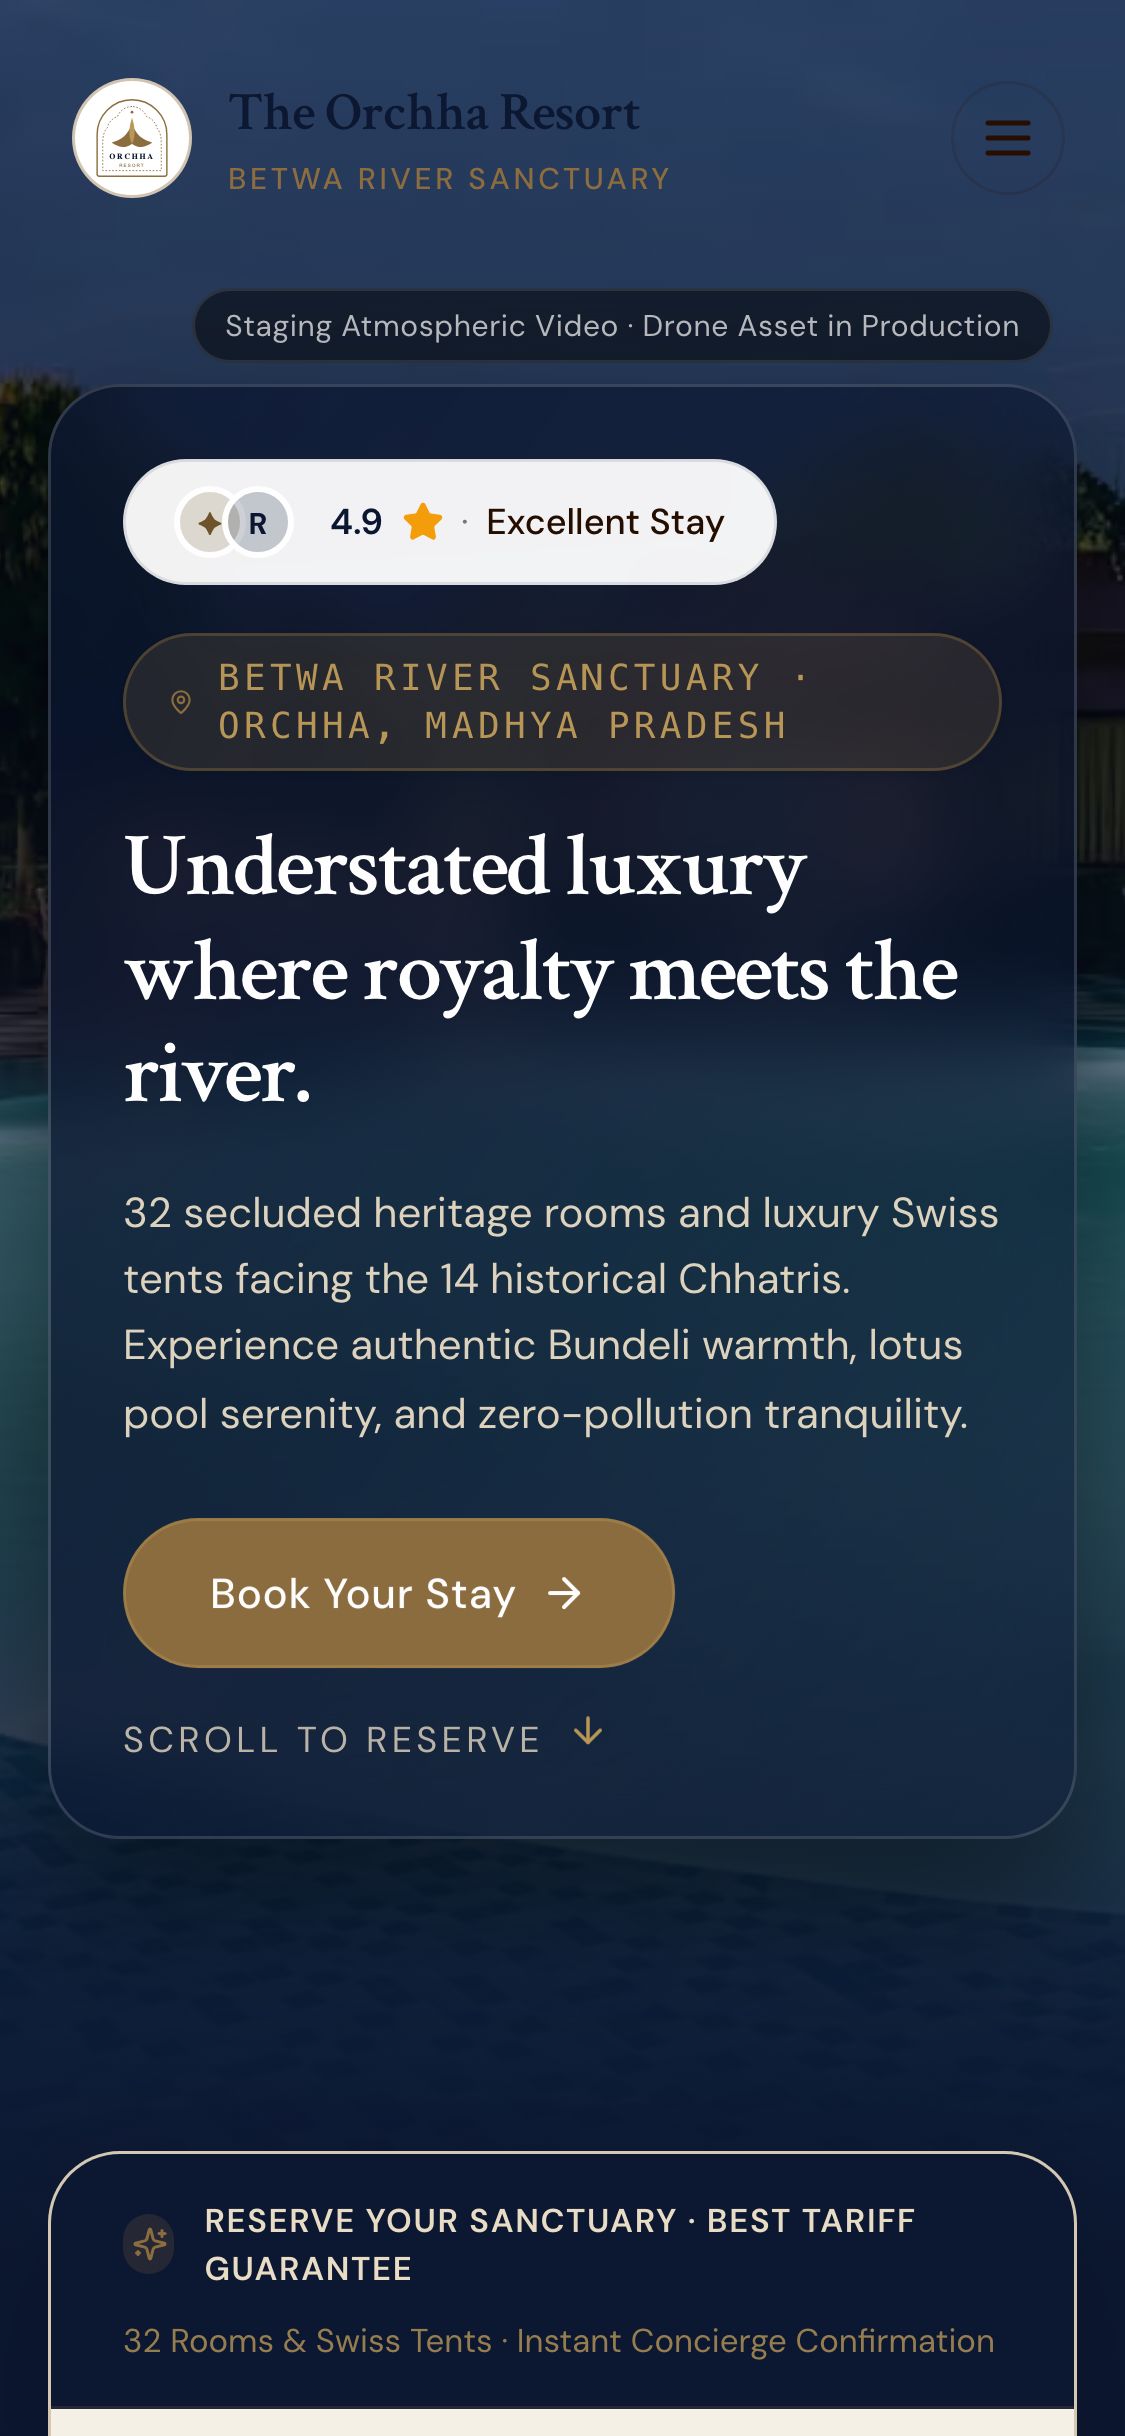 ORCHHA
RESORT
The Orchha Resort
BETWA RIVER SANCTUARY
Staging Atmospheric Video · Drone Asset in Production
R 4.9 · Excellent Stay
BETWA RIVER SANCTUARY ·
ORCHHA, MADHYA PRADESH
Understated luxury
where royalty meets the
river.
32 secluded heritage rooms and luxury Swiss
tents facing the 14 historical Chhatris.
Experience authentic Bundeli warmth, lotus
pool serenity, and zero-pollution tranquility.
Book Your Stay →
SCROLL TO RESERVE ↓
RESERVE YOUR SANCTUARY · BEST TARIFF
GUARANTEE
32 Rooms & Swiss Tents · Instant Concierge Confirmation